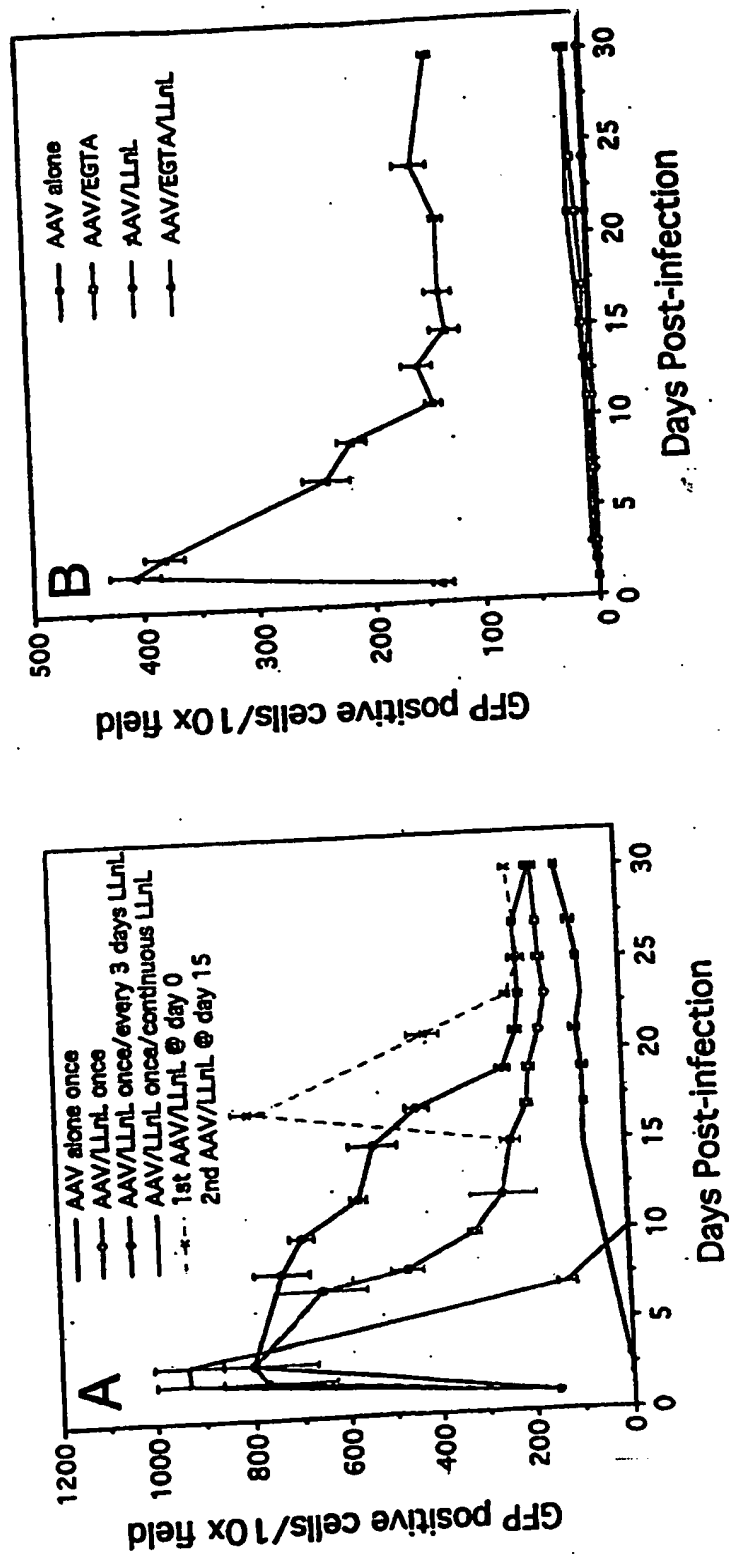 A
1200
1000
800
600
400
200
0
GFP positive cells/10x field
AAV alone once
AAV/LLnL once
AAV/LLnL once/every 3 days LLnL
AAV/LLnL once/continuous LLnL
1st AAV/LLnL @ day 0
2nd AAV/LLnL @ day 15
0 5 10 15 20 25 30
Days Post-infection
B
500
400
300
200
100
0
GFP positive cells/10x field
AAV alone
AAV/EGTA
AAV/LLnL
AAV/EGTA/LLnL
0 5 10 15 20 25 30
Days Post-infection